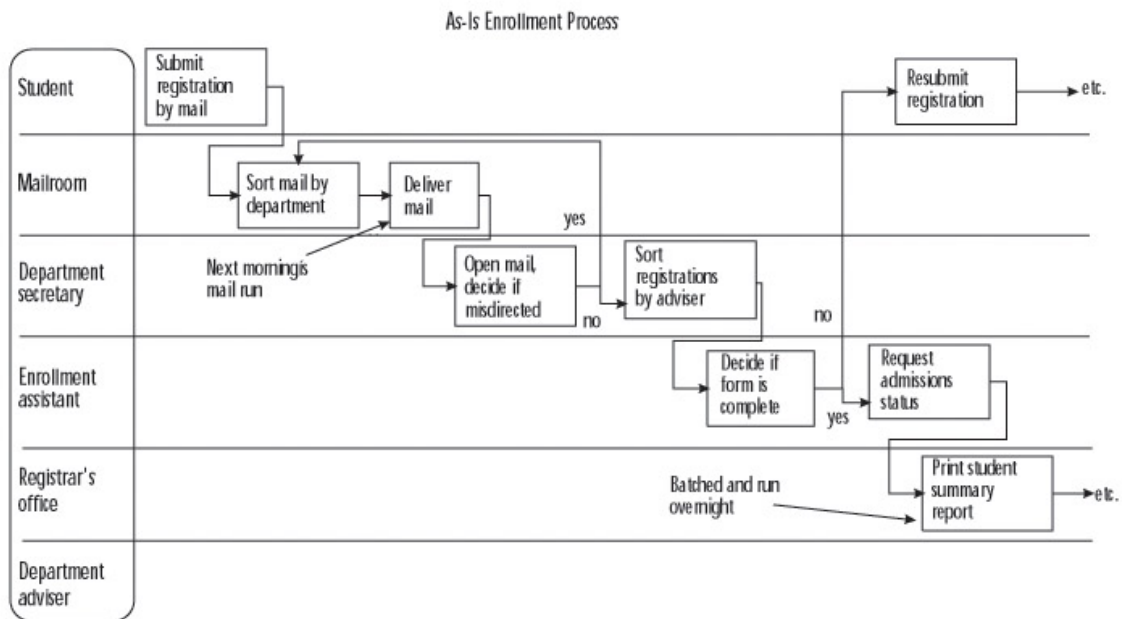 As-Is Enrollment Process
Student
Submit
registration
by mail
Resubmit
registration
etc.
Mailroom
Sort mail by
department
Deliver
mail
yes
Next morningis
mail run
Department
secretary
Open mail,
decide if
misdirected
no
Sort
registrations
by adviser
no
Enrollment
assistant
Decide if
form is
complete
yes
Request
admissions
status
Registrar's
office
Batched and run
overnight
Print student
summary
report
etc.
Department
adviser